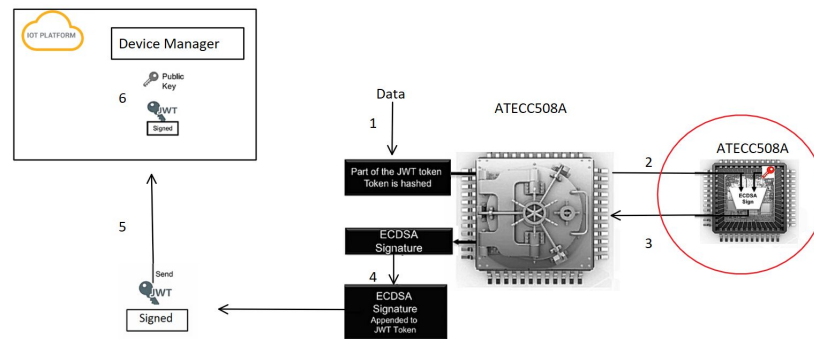 IOT PLATFORM
Device Manager
Public
Key
6
JWT
Signed
Data
1
ATECC508A
Part of the JWT token
Token is hashed
2
ATECC508A
ECDSA
Sign
3
ECDSA
Signature
4
ECDSA
Signature
Appended to
JWT Token
5
Send
JWT
Signed